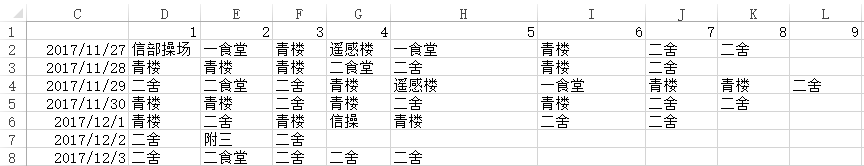 C D E F G H I J K L
1 1 2 3 4 5 6 7 8 9
2 2017/11/27 信部操场 一食堂 青楼 遥感楼 一食堂 青楼 二舍 二舍
3 2017/11/28 青楼 青楼 青楼 二食堂 二舍 青楼 二舍
4 2017/11/29 二舍 二食堂 二舍 青楼 遥感楼 一食堂 青楼 青楼 二舍
5 2017/11/30 青楼 青楼 二舍 青楼 二舍 青楼 二舍 二舍
6 2017/12/1 青楼 二舍 青楼 信操 青楼 二舍 二舍
7 2017/12/2 二舍 附三 二舍
8 2017/12/3 二舍 二食堂 二舍 二舍 二舍